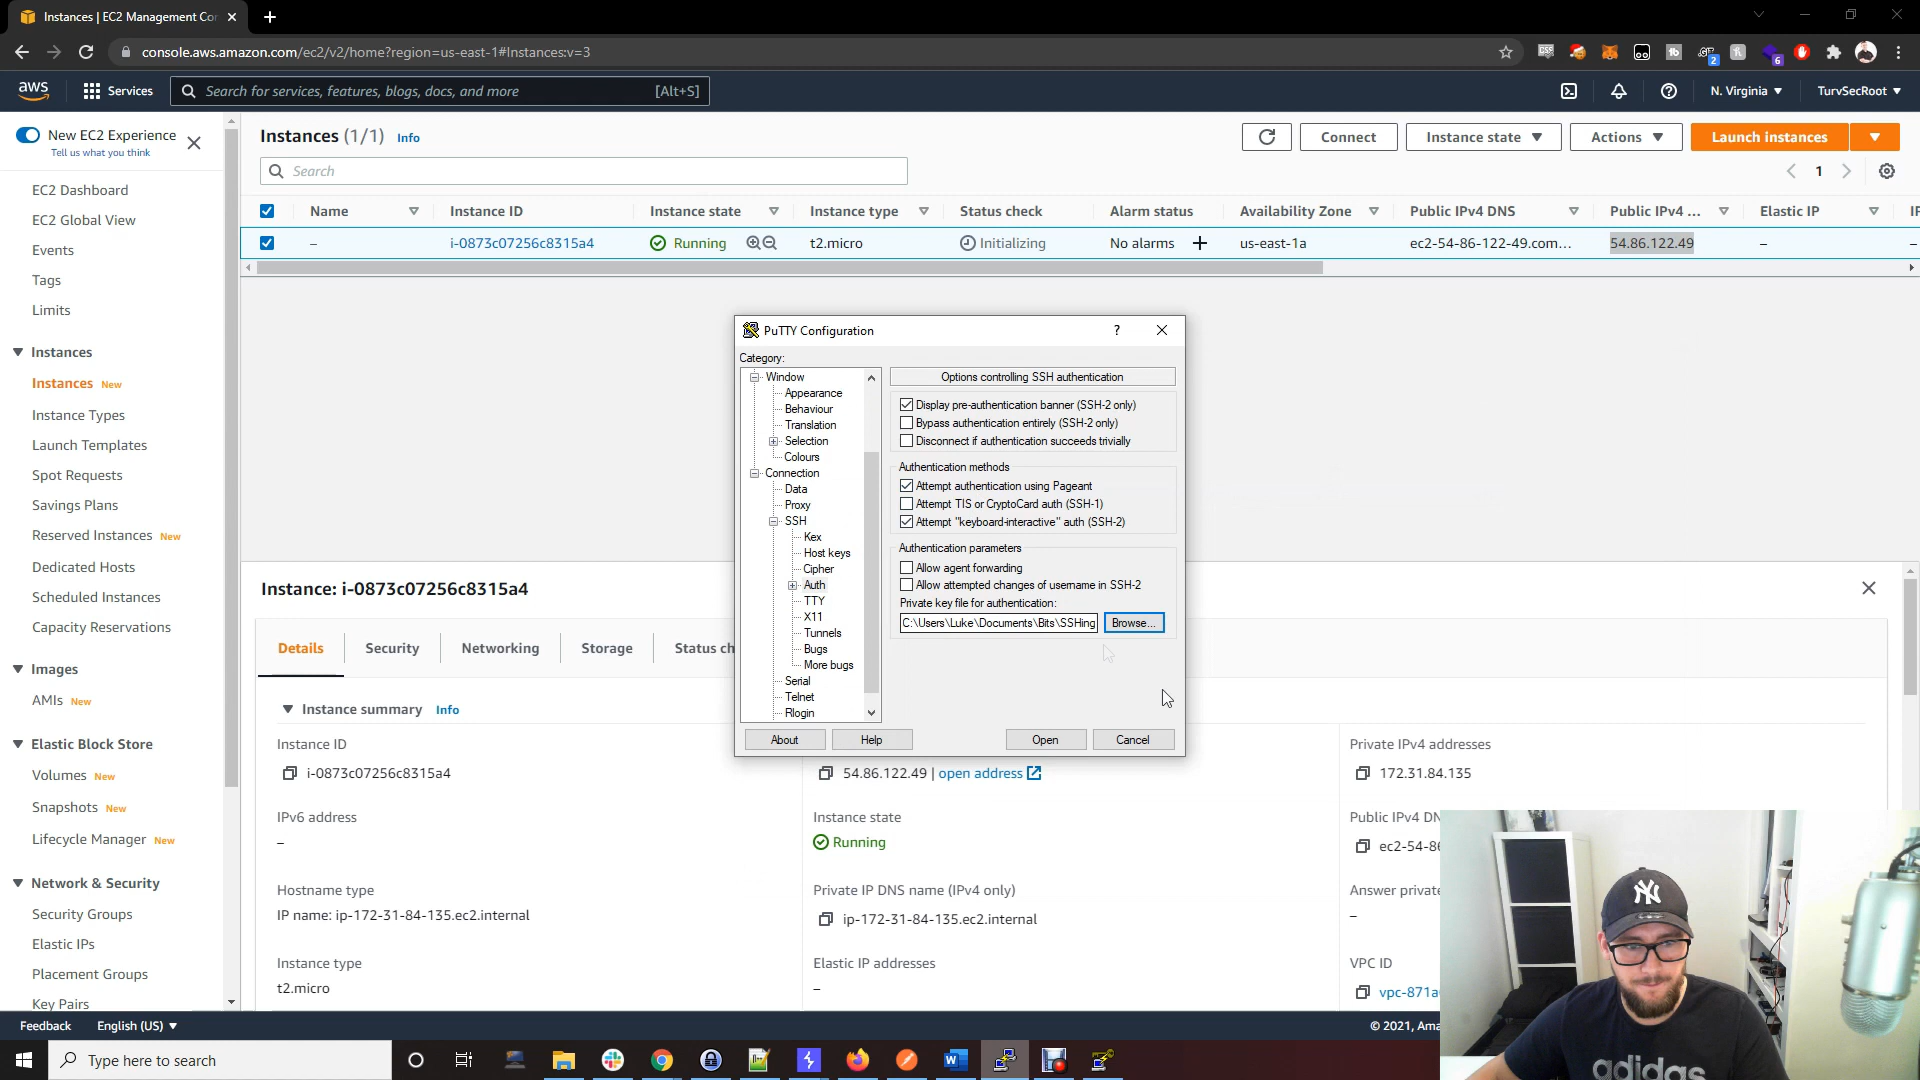 Instances | EC2 Management Con
console.aws.amazon.com/ec2/v2/home?region=us-east-1#Instances:v=3
aws
Services
Search for services, features, blogs, docs, and more
[Alt+S]
N. Virginia
TurvSecRoot
New EC2 Experience
Tell us what you think
EC2 Dashboard
EC2 Global View
Events
Tags
Limits
Instances
Instances New
Instance Types
Launch Templates
Spot Requests
Savings Plans
Reserved Instances New
Dedicated Hosts
Scheduled Instances
Capacity Reservations
Images
AMIs New
Elastic Block Store
Volumes New
Snapshots New
Lifecycle Manager New
Network & Security
Security Groups
Elastic IPs
Placement Groups
Key Pairs
Instances (1/1) Info
Connect
Instance state
Actions
Launch instances
Search
1
Name
Instance ID
Instance state
Instance type
Status check
Alarm status
Availability Zone
Public IPv4 DNS
Public IPv4 ...
Elastic IP
–
i-0873c07256c8315a4
Running
t2.micro
Initializing
No alarms
us-east-1a
ec2-54-86-122-49.com...
54.86.122.49
–
–
PuTTY Configuration
?
Category:
Window
Appearance
Behaviour
Translation
Selection
Colours
Connection
Data
Proxy
SSH
Kex
Host keys
Cipher
Auth
TTY
X11
Tunnels
Bugs
More bugs
Serial
Telnet
Rlogin
Options controlling SSH authentication
Display pre-authentication banner (SSH-2 only)
Bypass authentication entirely (SSH-2 only)
Disconnect if authentication succeeds trivially
Authentication methods
Attempt authentication using Pageant
Attempt TIS or CryptoCard auth (SSH-1)
Attempt "keyboard-interactive" auth (SSH-2)
Authentication parameters
Allow agent forwarding
Allow attempted changes of username in SSH-2
Private key file for authentication:
C:\Users\Luke\Documents\Bits\SSHing
Browse...
About
Help
Open
Cancel
Instance: i-0873c07256c8315a4
Details
Security
Networking
Storage
Status ch
Instance summary Info
Instance ID
i-0873c07256c8315a4
54.86.122.49 | open address
Private IPv4 addresses
172.31.84.135
IPv6 address
–
Instance state
Running
Public IPv4 DN
ec2-54-86
Hostname type
IP name: ip-172-31-84-135.ec2.internal
Private IP DNS name (IPv4 only)
ip-172-31-84-135.ec2.internal
Answer private
–
Instance type
t2.micro
Elastic IP addresses
–
VPC ID
vpc-871a
Feedback
English (US)
© 2021, Ama
Type here to search
adidas